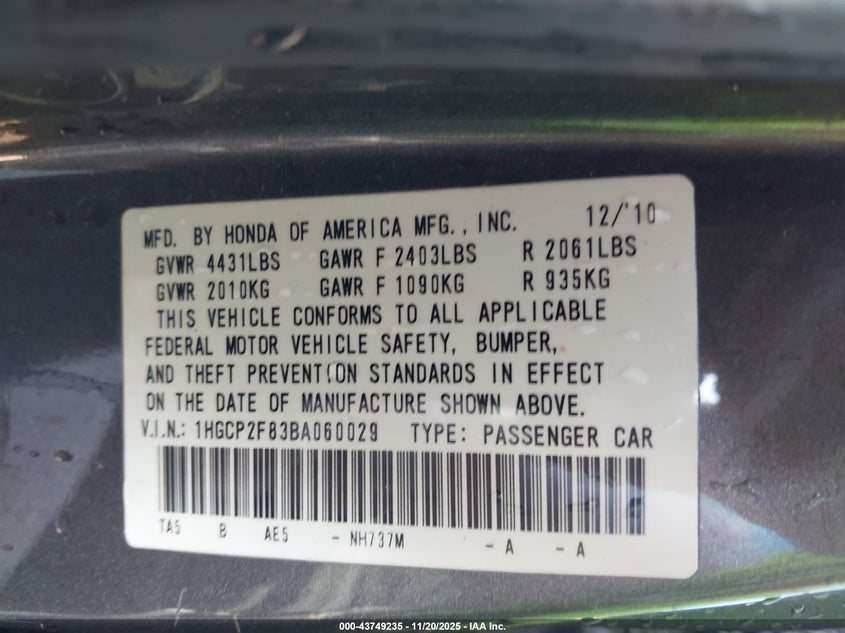 MFD. BY HONDA OF AMERICA MFG., INC. 12/'10
GVWR 4431LBS GAWR F 2403LBS R 2061LBS
GVWR 2010KG GAWR F 1090KG R 935KG
THIS VEHICLE CONFORMS TO ALL APPLICABLE
FEDERAL MOTOR VEHICLE SAFETY, BUMPER,
AND THEFT PREVENTION STANDARDS IN EFFECT
ON THE DATE OF MANUFACTURE SHOWN ABOVE.
V.I.N.: 1HGCP2F83BA060029 TYPE: PASSENGER CAR
TA5 B AE5 - NH737M - A - A
000-43749235 - 11/20/2025 - IAA Inc.